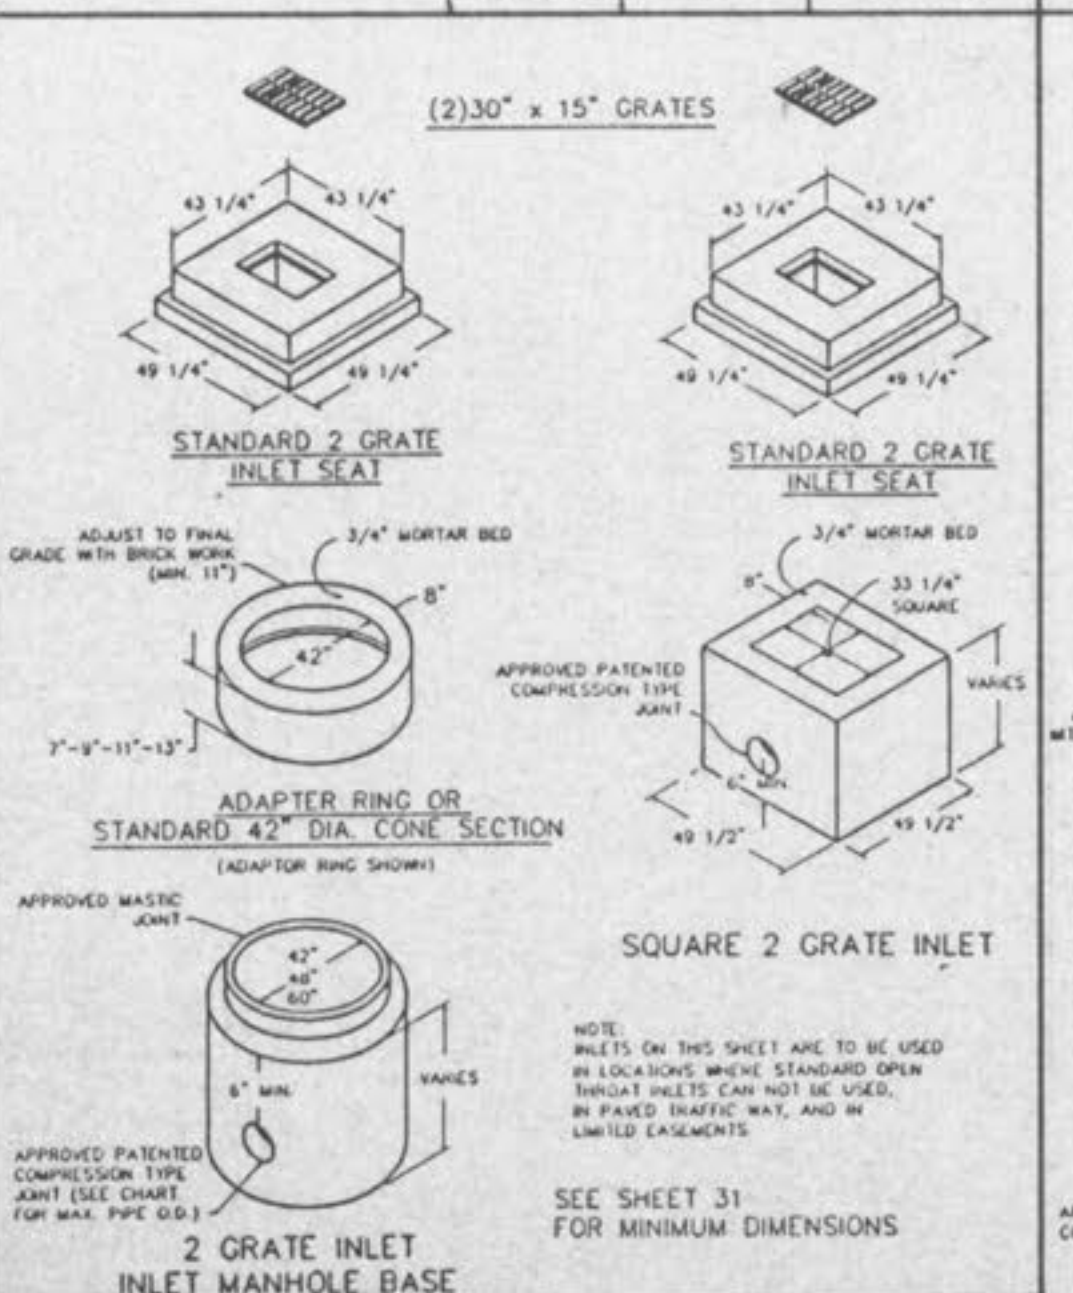 (2)30" x 15" GRATES
43 1/4"
43 1/4"
49 1/4"
49 1/4"
STANDARD 2 GRATE
INLET SEAT
43 1/4"
43 1/4"
49 1/4"
49 1/4"
STANDARD 2 GRATE
INLET SEAT
ADJUST TO FINAL
GRADE WITH BRICK WORK
(MIN. 11")
3/4" MORTAR BED
8"
42"
7"-9"-11"-13"
ADAPTER RING OR
STANDARD 42" DIA. CONE SECTION
(ADAPTOR RING SHOWN)
3/4" MORTAR BED
8"
33 1/4"
SQUARE
APPROVED PATENTED
COMPRESSION TYPE
JOINT
VARIES
6" MIN.
49 1/2"
49 1/2"
SQUARE 2 GRATE INLET
APPROVED MASTIC
JOINT
42"
48"
60"
6" MIN.
VARIES
APPROVED PATENTED
COMPRESSION TYPE
JOINT (SEE CHART
FOR MAX. PIPE O.D.)
2 GRATE INLET
INLET MANHOLE BASE
NOTE:
INLETS ON THIS SHEET ARE TO BE USED
IN LOCATIONS WHERE STANDARD OPEN
THROAT INLETS CAN NOT BE USED,
IN PAVED TRAFFIC WAY, AND IN
LIMITED EASEMENTS
SEE SHEET 31
FOR MINIMUM DIMENSIONS